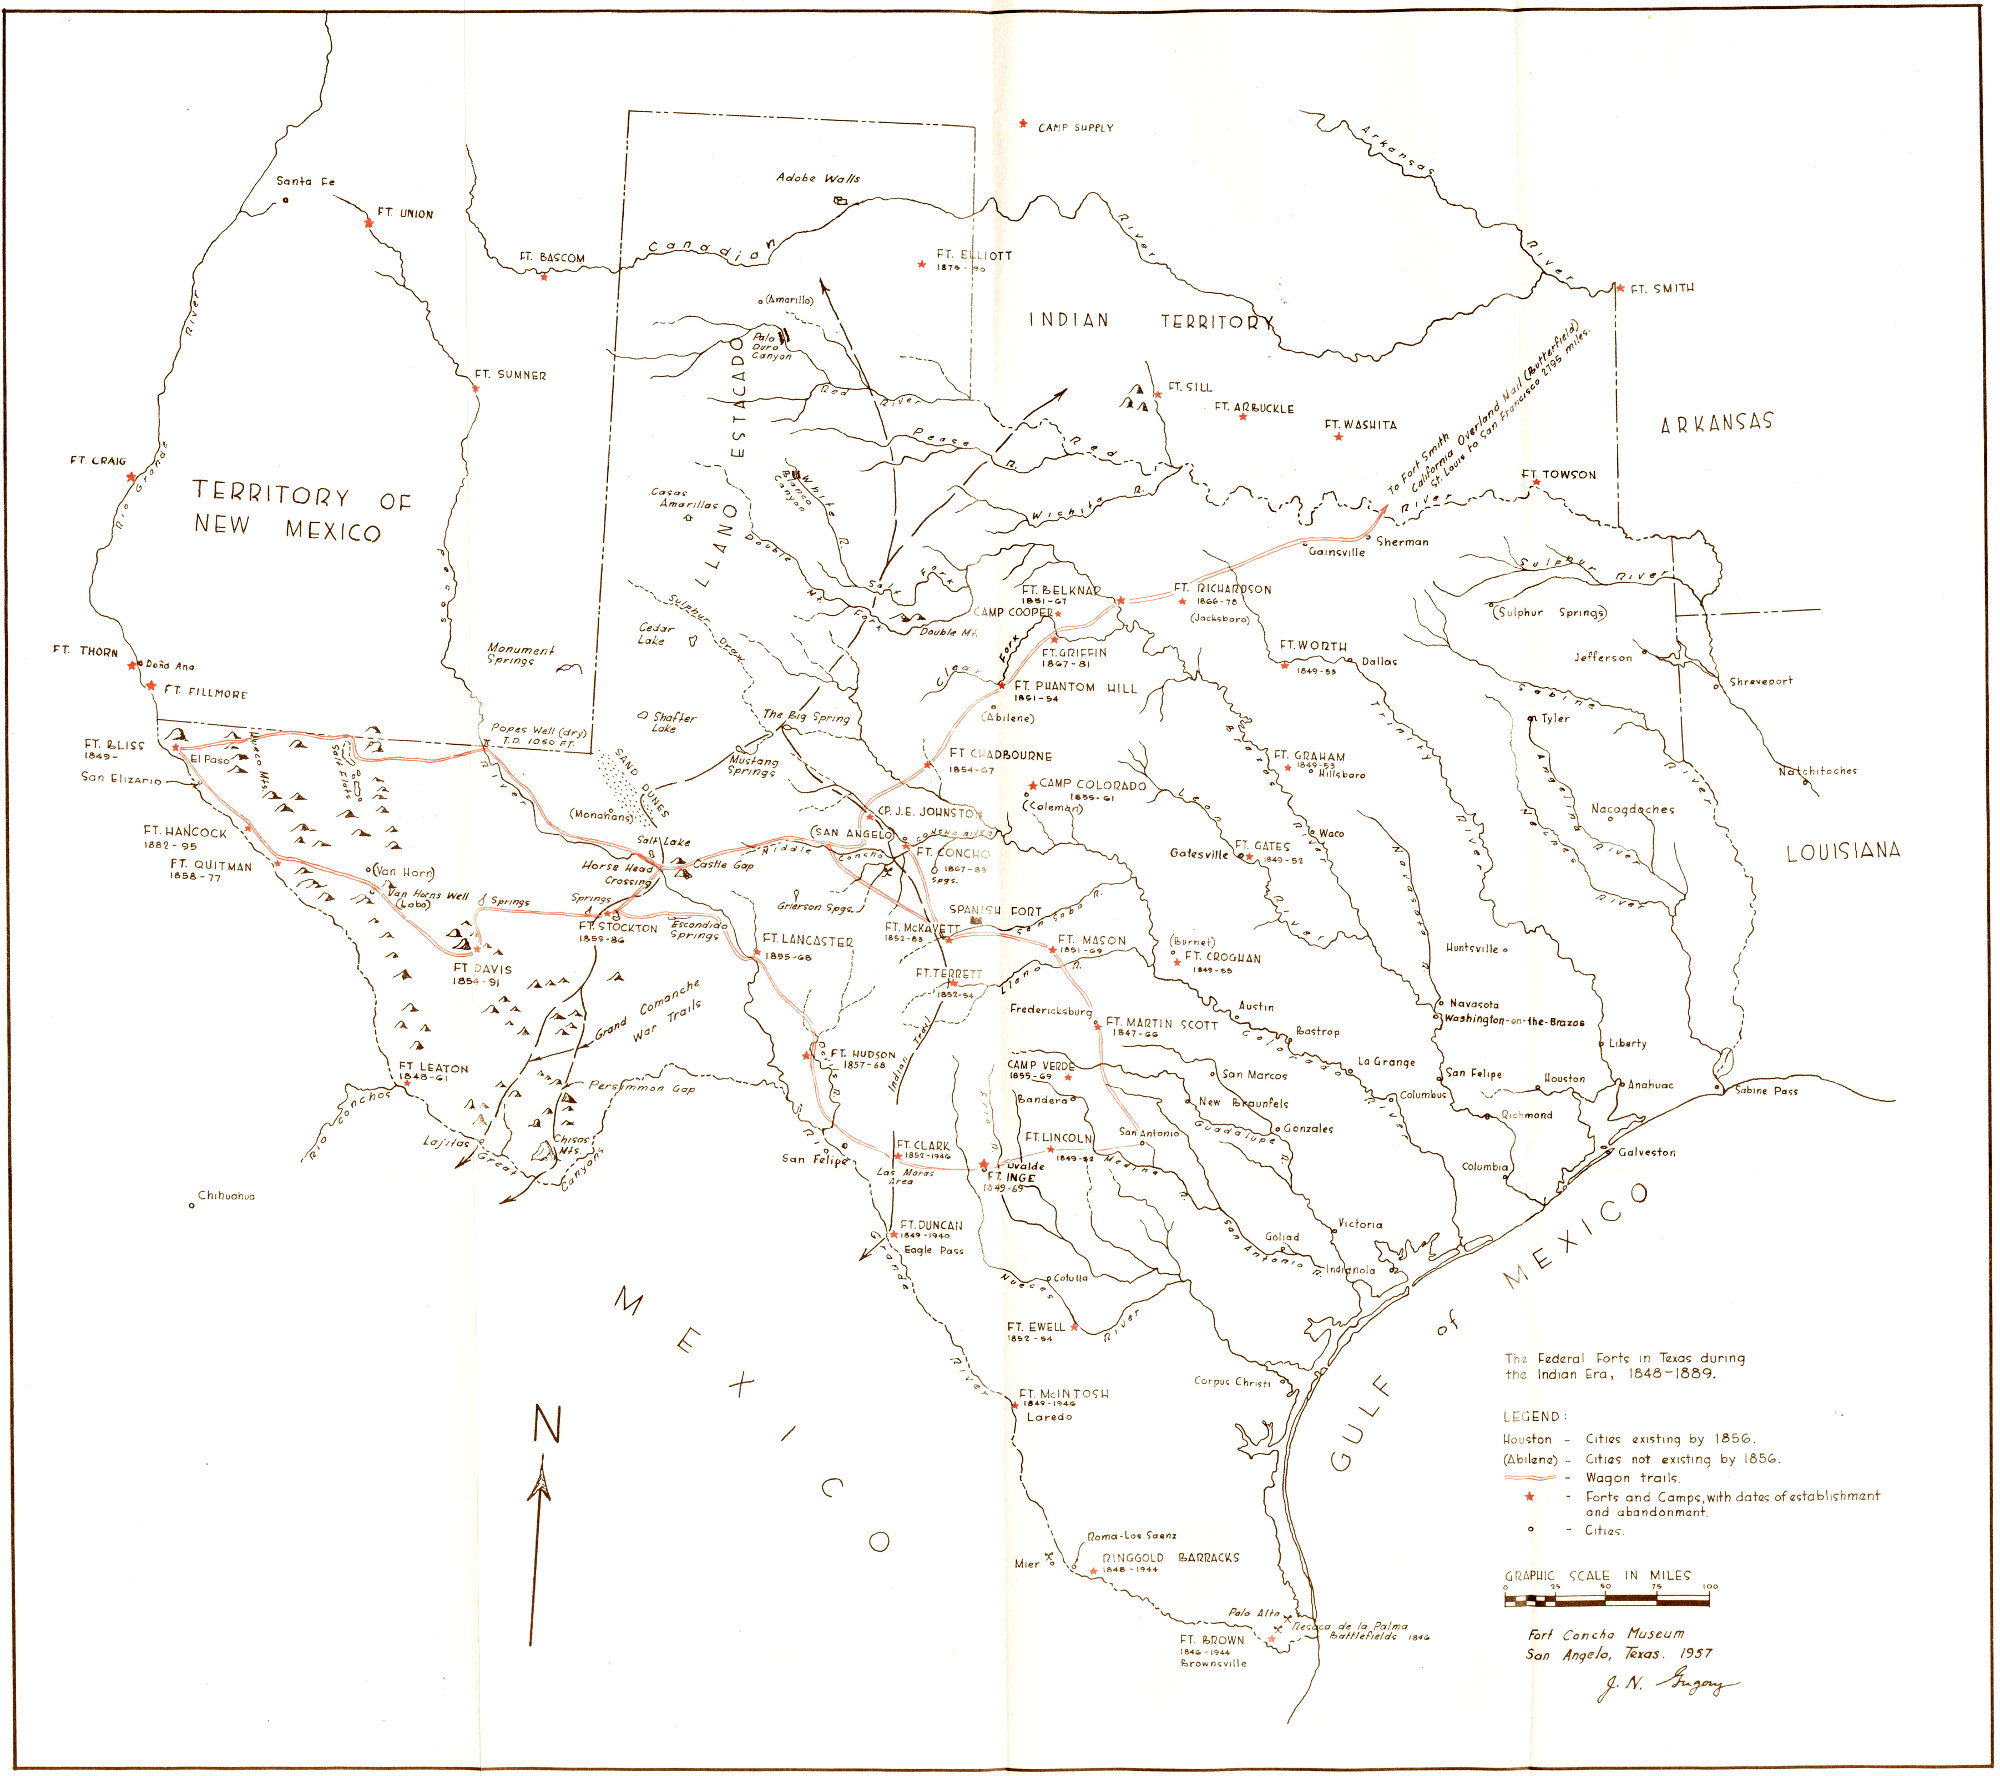 CAMP SUPPLY
Arkansas
River
Santa Fe
Adobe Walls
FT. UNION
FT. BASCOM
Canadian
River
FT. ELLIOTT
1875-90
(Amarillo)
FT. SMITH
River
INDIAN TERRITORY
Palo
Duro
Canyon
To Fort Smith
California Overland Mail (Butterfield)
St. Louis to San Francisco 2795 miles.
FT. SUMNER
LLANO ESTACADO
Red River
FT. SILL
FT. ARBUCKLE
FT. WASHITA
ARKANSAS
Pease R.
Red
River
FT. CRAIG
Rio Grande
TERRITORY OF
NEW MEXICO
Casas
Amarillas
Blanco
Canyon
White R.
Wichita R.
FT. TOWSON
Double Mt. Fork
Salt Fork
Gainsville
Sherman
Sulphur River
Pecos
River
Sulphur Draw
FT. BELKNAP
1851-67
FT. RICHARDSON
1866-78
(Jacksboro)
CAMP COOPER
(Sulphur Springs)
Cedar
Lake
Double Mt.
Monument
Springs
FT. THORN
Doña Ana
FT. FILLMORE
Clear Fork
FT. GRIFFIN
1867-81
FT. WORTH
1849-53
Dallas
Jefferson
Shreveport
FT. PHANTOM HILL
1851-54
(Abilene)
Sabine
River
Shafter
Lake
The Big Spring
Popes Well (dry)
T.D. 1050 FT.
Tyler
FT. BLISS
1849-
El Paso
San Elizario
Hueco Mts.
Salt Flats
SAND DUNES
Mustang
Springs
FT CHADBOURNE
1854-67
Brazos
River
Trinity
River
FT. GRAHAM
1849-53
Hillsboro
CAMP COLORADO
1855-61
(Coleman)
Natchitoches
Angelina River
Neches
River
Nacogdoches
(Monahans)
CP. J.E. JOHNSTON
(SAN ANGELO)
CONCHO RIVER
Leon
River
Waco
FT. HANCOCK
1882-95
FT. QUITMAN
1858-77
Salt Lake
Horse Head
Crossing
Castle Gap
Middle Concho
FT. CONCHO
1867-89
Spgs.
Gatesville
FT. GATES
1849-52
Navasota R.
LOUISIANA
(Van Horn)
Van Horns Well
(Lobo)
Springs
Springs
Grierson Spgs.
SPANISH FORT
San Saba R.
FT. STOCKTON
1859-86
Escondido
Springs
FT. McKAVETT
1852-83
FT. LANCASTER
1855-68
FT. MASON
1851-69
(Burnet)
FT. CROGHAN
1849-55
Huntsville
FT DAVIS
1854-91
FT. TERRETT
1852-54
Llano R.
Grand Comanche
War Trails
Fredericksburg
FT. MARTIN SCOTT
1847-66
Austin
Bastrop
Colorado
River
Navasota
Washington-on-the-Brazos
Liberty
Indian Trail
FT. HUDSON
1857-68
Devils R.
FT LEATON
1848-61
Rio Conchos
Persimmon Gap
CAMP VERDE
1855-69
Bandera
San Marcos
La Grange
San Felipe
Houston
Anahuac
Sabine Pass
New Braunfels
Columbus
Richmond
Guadalupe R.
Gonzales
Lajitas
Great
Canyons
Chisos
Mts.
Rio
Grande
River
San Felipe
FT. CLARK
1852-1946
Las Moras
Area
Frio R.
FT. LINCOLN
1849-52
San Antonio
Uvalde
FT. INGE
1849-69
Medina R.
Columbia
Galveston
Chihuahua
FT. DUNCAN
1849-1940
Eagle Pass
San Antonio R.
Goliad
Victoria
Indianola
Nueces
River
Cotulla
FT. EWELL
1852-54
MEXICO
GULF of MEXICO
Corpus Christi
FT. McINTOSH
1849-1946
Laredo
N
Mier
Roma-Los Saenz
RINGGOLD BARRACKS
1848-1944
Palo Alto
Resaca de la Palma
Battlefields 1846
FT. BROWN
1846-1944
Brownsville
The Federal Forts in Texas during
the Indian Era, 1848-1889.
LEGEND:
Houston - Cities existing by 1856.
(Abilene) - Cities not existing by 1856.
- Wagon trails.
- Forts and Camps, with dates of establishment
and abandonment.
- Cities.
GRAPHIC SCALE IN MILES
0 25 50 75 100
Fort Concho Museum
San Angelo, Texas. 1957
J. N. Gregory